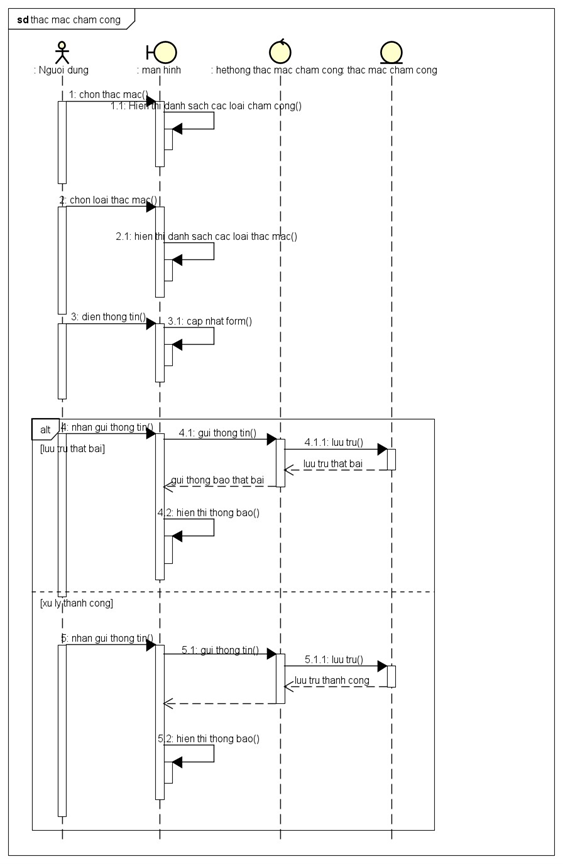 sd thac mac cham cong
: Nguoi dung
: man hinh
: hethong thac mac cham cong
: thac mac cham cong
1: chon thac mac()
1.1: Hien thi danh sach cac loai cham cong()
2: chon loai thac mac()
2.1: hien thi danh sach cac loai thac mac()
3: dien thong tin()
3.1: cap nhat form()
alt
4: nhan gui thong tin()
4.1: gui thong tin()
4.1.1: luu tru()
[luu tru that bai]
luu tru that bai
gui thong bao that bai
4.2: hien thi thong bao()
[xu ly thanh cong]
5: nhan gui thong tin()
5.1: gui thong tin()
5.1.1: luu tru()
luu tru thanh cong
5.2: hien thi thong bao()